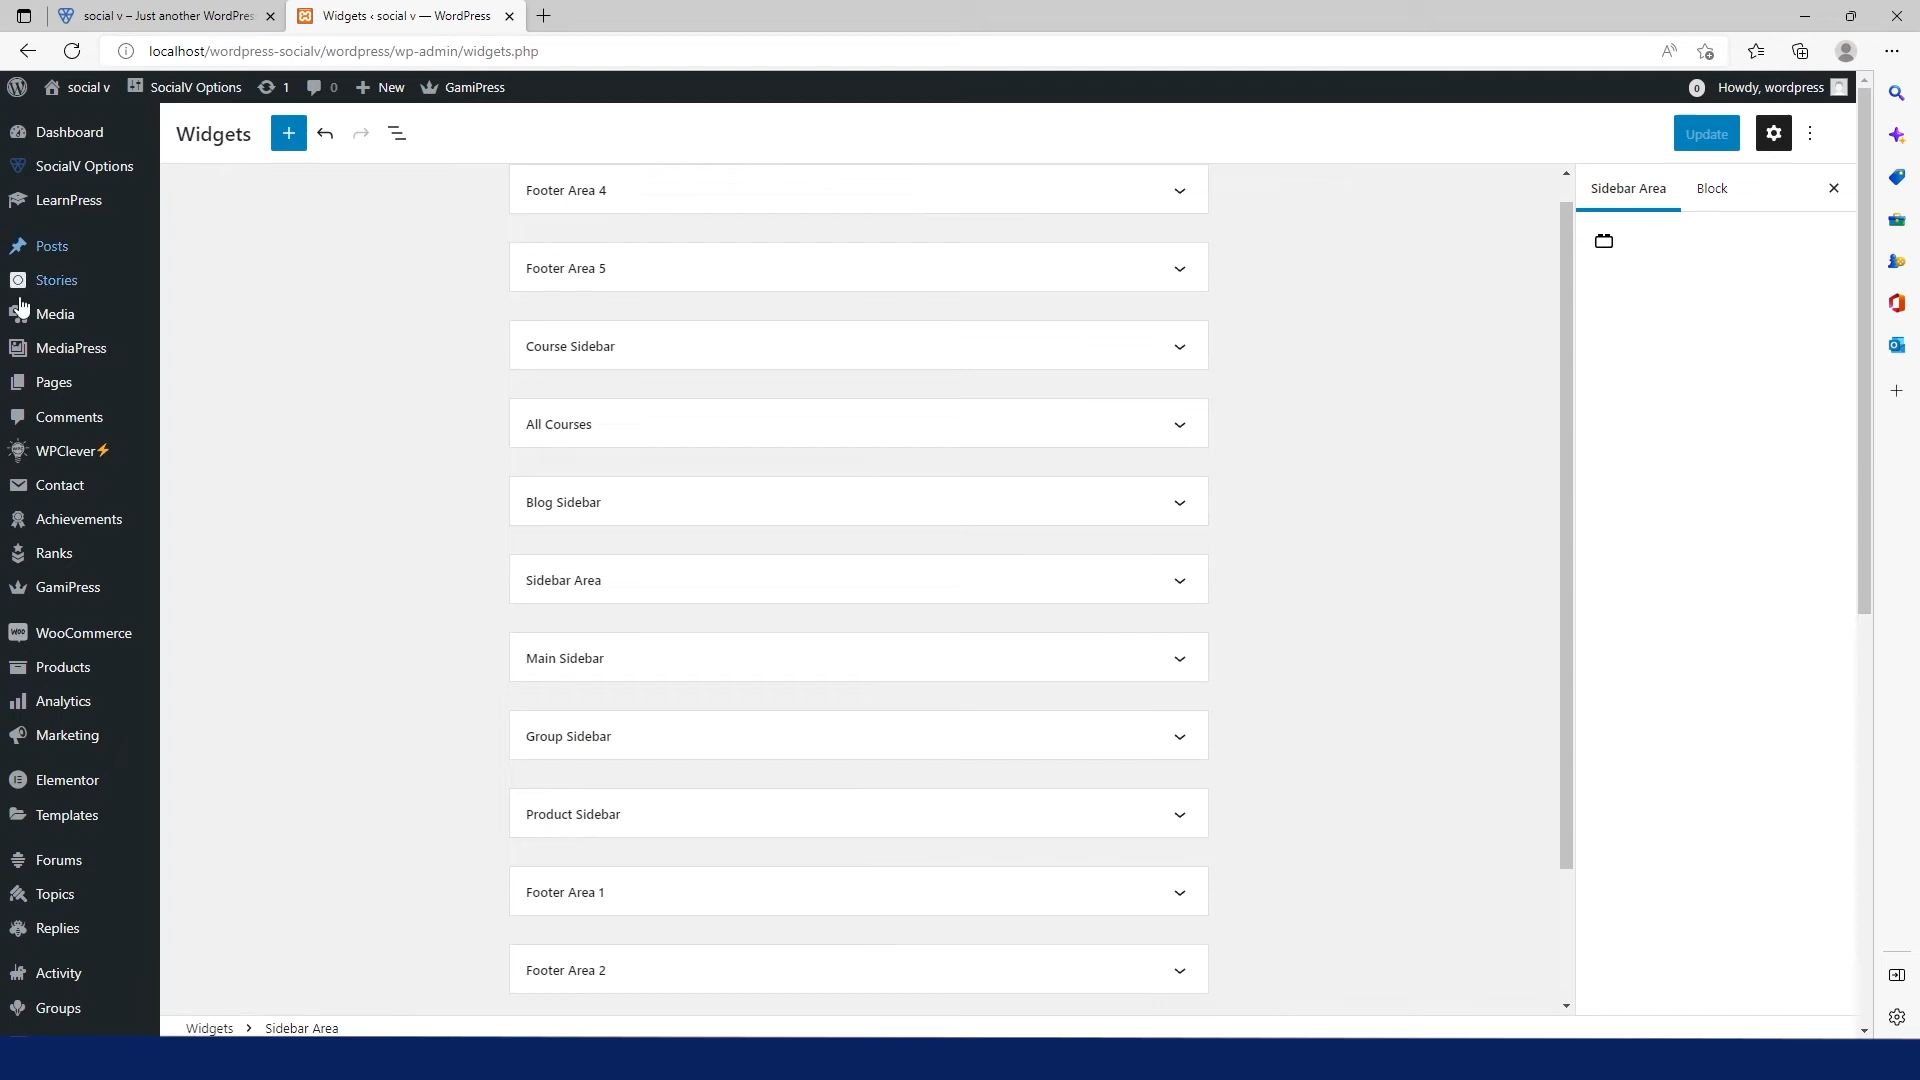 social v – Just another WordPres
Widgets ‹ social v — WordPress
localhost/wordpress-socialv/wordpress/wp-admin/widgets.php
social v
SocialV Options
1
0
New
GamiPress
0
Howdy, wordpress
Dashboard
SocialV Options
LearnPress
Posts
Stories
Media
MediaPress
Pages
Comments
WPClever⚡
Contact
Achievements
Ranks
GamiPress
WooCommerce
Products
Analytics
Marketing
Elementor
Templates
Forums
Topics
Replies
Activity
Groups
Widgets
Update
Footer Area 4
Footer Area 5
Course Sidebar
All Courses
Blog Sidebar
Sidebar Area
Main Sidebar
Group Sidebar
Product Sidebar
Footer Area 1
Footer Area 2
Sidebar Area
Block
Widgets › Sidebar Area